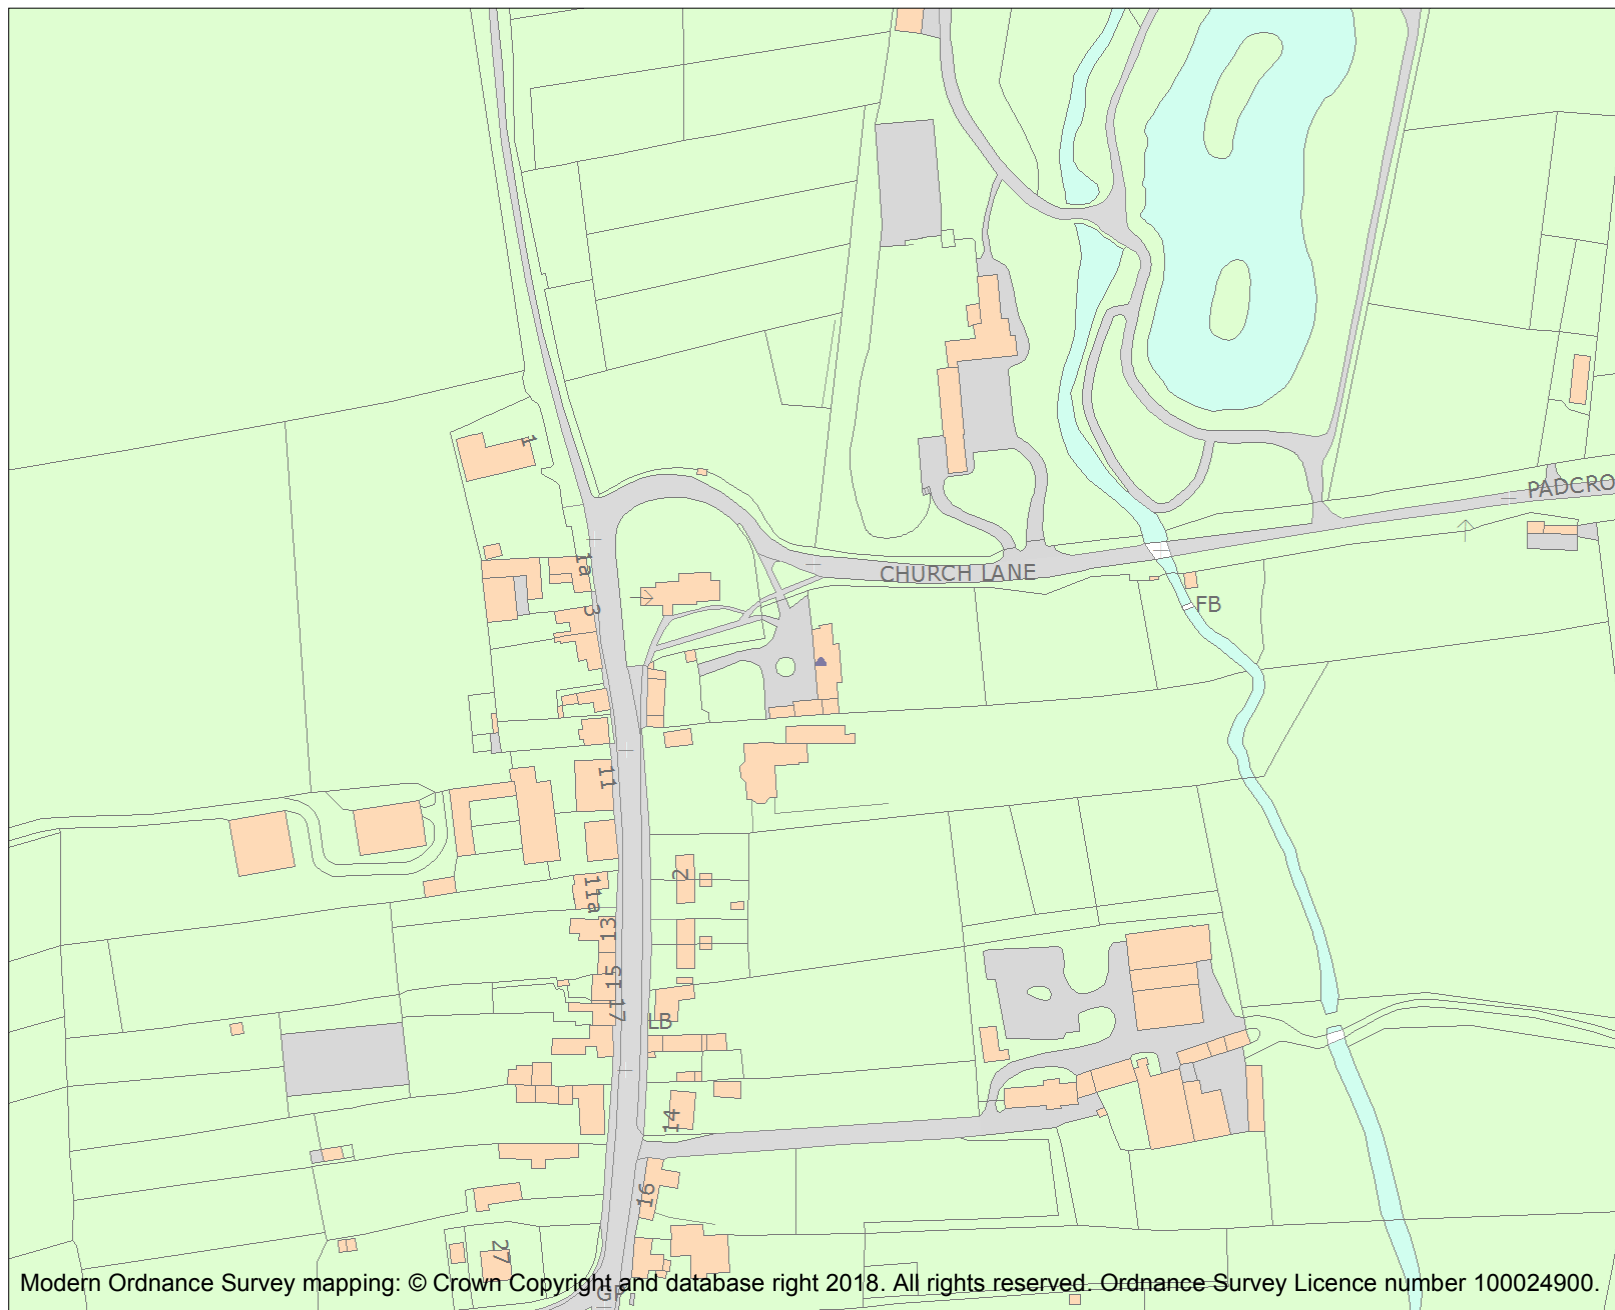 1
PADCRO
1a
CHURCH LANE
3
FB
11
2
11a
13
15
17
LB
14
16
27
Modern Ordnance Survey mapping: © Crown Copyright and database right 2018. All rights reserved. Ordnance Survey Licence number 100024900.
GP